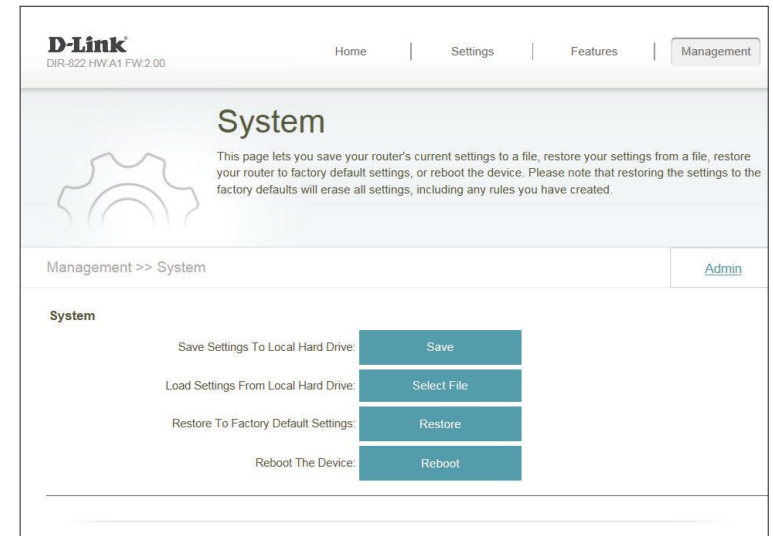 D-Link
DIR-822 HW:A1 FW:2.00
Home | Settings | Features | Management
System
This page lets you save your router's current settings to a file, restore your settings from a file, restore
your router to factory default settings, or reboot the device. Please note that restoring the settings to the
factory defaults will erase all settings, including any rules you have created.
Management >> System
Admin
System
Save Settings To Local Hard Drive: Save
Load Settings From Local Hard Drive: Select File
Restore To Factory Default Settings: Restore
Reboot The Device: Reboot